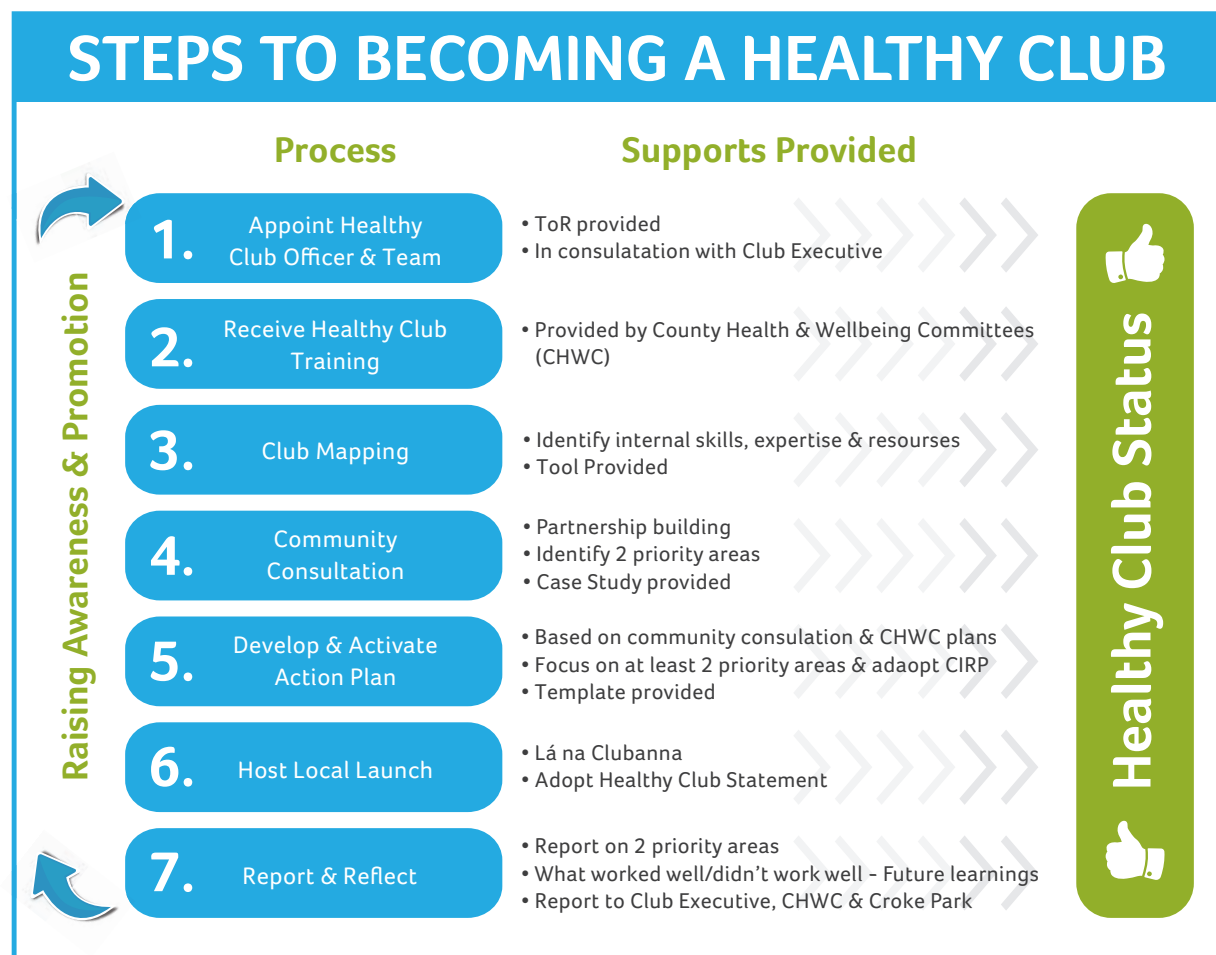 STEPS TO BECOMING A HEALTHY CLUB
Process
Supports Provided
Raising Awareness & Promotion
1.
Appoint Healthy
Club Officer & Team
• ToR provided
• In consulatation with Club Executive
2.
Receive Healthy Club
Training
• Provided by County Health & Wellbeing Committees
(CHWC)
3.
Club Mapping
• Identify internal skills, expertise & resourses
• Tool Provided
4.
Community
Consultation
• Partnership building
• Identify 2 priority areas
• Case Study provided
5.
Develop & Activate
Action Plan
• Based on community consulation & CHWC plans
• Focus on at least 2 priority areas & adaopt CIRP
• Template provided
6.
Host Local Launch
• Lá na Clubanna
• Adopt Healthy Club Statement
7.
Report & Reflect
• Report on 2 priority areas
• What worked well/didn’t work well - Future learnings
• Report to Club Executive, CHWC & Croke Park
Healthy Club Status